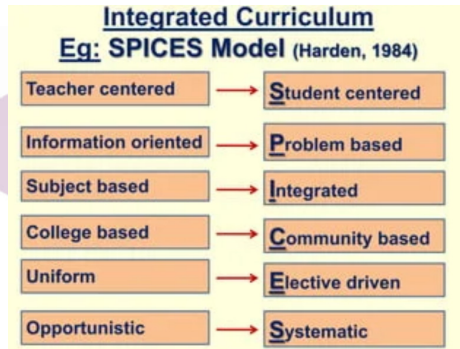 Integrated Curriculum
Eg: SPICES Model (Harden, 1984)
Teacher centered → Student centered
Information oriented → Problem based
Subject based → Integrated
College based → Community based
Uniform → Elective driven
Opportunistic → Systematic